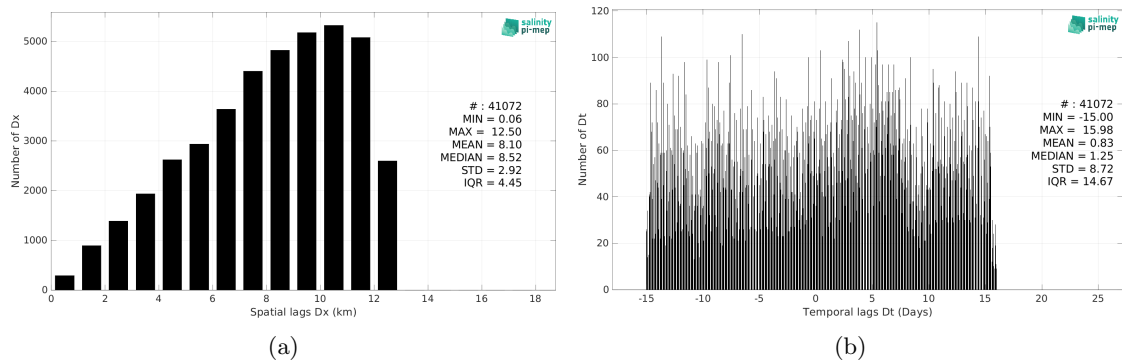 salinity
pi-mep
5000
4000
3000
2000
1000
0
Number of Dx
# : 41072
MIN = 0.06
MAX = 12.50
MEAN = 8.10
MEDIAN = 8.52
STD = 2.92
IQR = 4.45
0 2 4 6 8 10 12 14 16 18
Spatial lags Dx (km)
(a)
salinity
pi-mep
120
100
80
60
40
20
0
Number of Dt
# : 41072
MIN = -15.00
MAX = 15.98
MEAN = 0.83
MEDIAN = 1.25
STD = 8.72
IQR = 14.67
-15 -10 -5 0 5 10 15 20 25
Temporal lags Dt (Days)
(b)